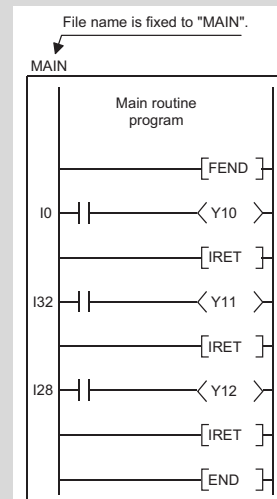 File name is fixed to "MAIN".
MAIN
Main routine
program
FEND
I0 Y10
IRET
I32 Y11
IRET
I28 Y12
IRET
END